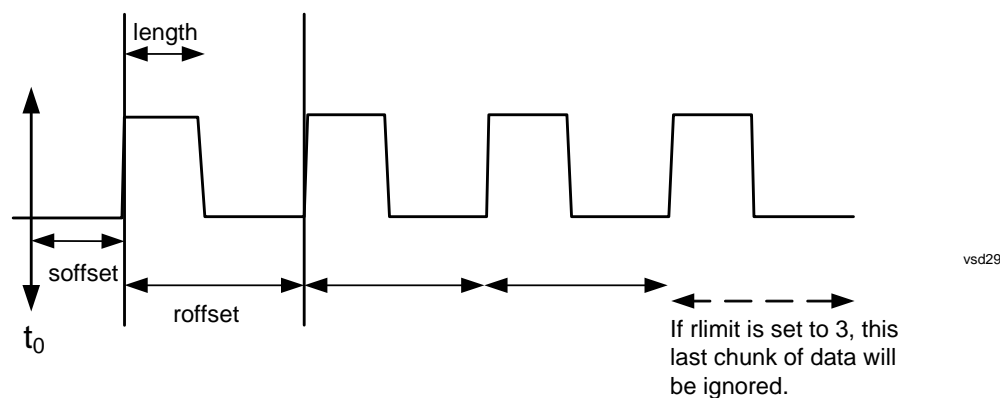 length
soffset
roffset
t₀
vsd29
If rlimit is set to 3, this
last chunk of data will
be ignored.